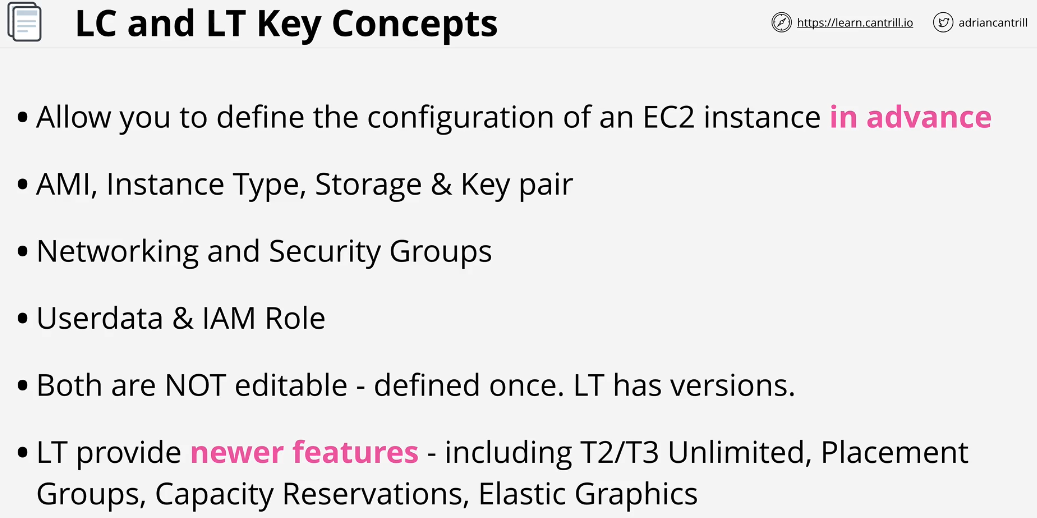 LC and LT Key Concepts
https://learn.cantrill.io
adriancantrill
• Allow you to define the configuration of an EC2 instance in advance
• AMI, Instance Type, Storage & Key pair
• Networking and Security Groups
• Userdata & IAM Role
• Both are NOT editable - defined once. LT has versions.
• LT provide newer features - including T2/T3 Unlimited, Placement
Groups, Capacity Reservations, Elastic Graphics